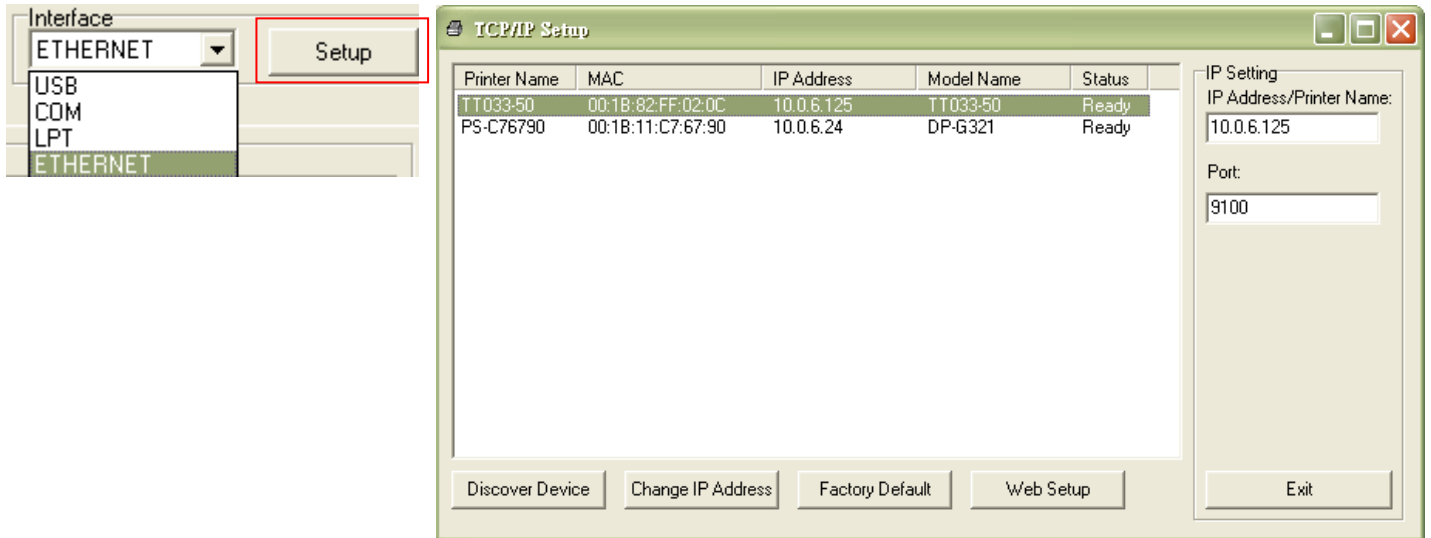 Interface
ETHERNET
Setup
USB
COM
LPT
ETHERNET
TCP/IP Setup
Printer Name MAC IP Address Model Name Status
TT033-50 00:1B:82:FF:02:0C 10.0.6.125 TT033-50 Ready
PS-C76790 00:1B:11:C7:67:90 10.0.6.24 DP-G321 Ready
IP Setting
IP Address/Printer Name:
10.0.6.125
Port:
9100
Discover Device Change IP Address Factory Default Web Setup Exit